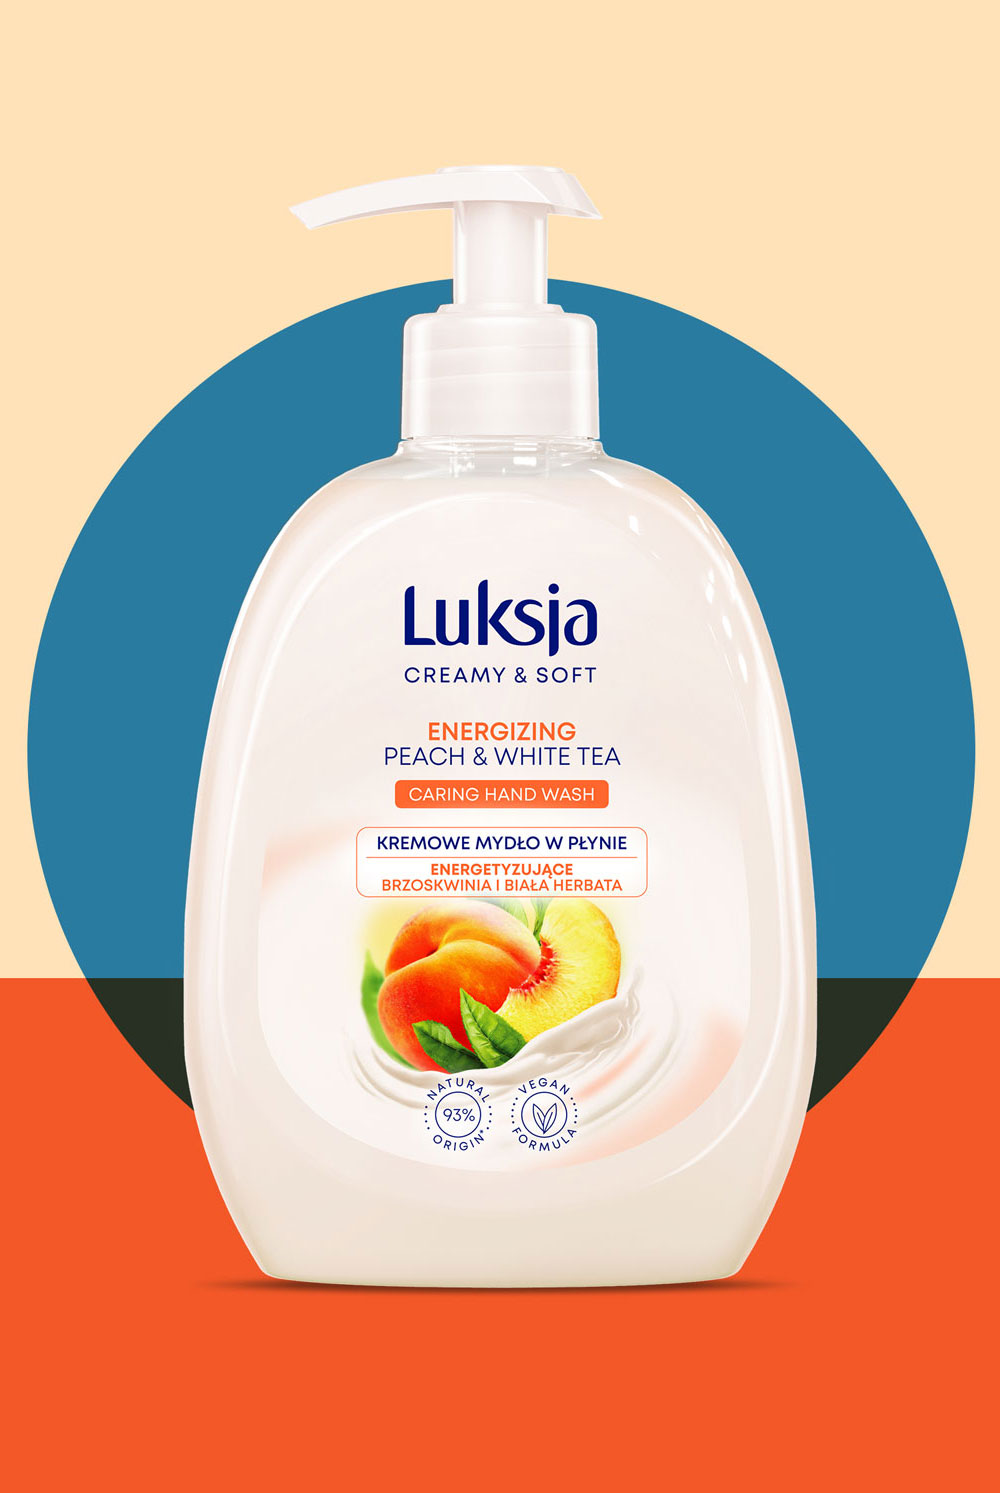 Luksja
CREAMY & SOFT
ENERGIZING
PEACH & WHITE TEA
CARING HAND WASH
KREMOWE MYDŁO W PŁYNIE
ENERGETYZUJĄCE
BRZOSKWINIA I BIAŁA HERBATA
NATURAL
93%
ORIGIN*
VEGAN
FORMULA